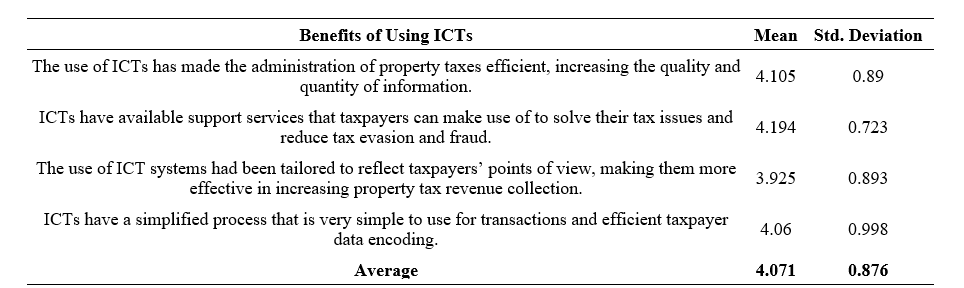 Benefits of Using ICTs Mean Std. Deviation
The use of ICTs has made the administration of property taxes efficient, increasing the quality and
quantity of information.
4.105 0.89
ICTs have available support services that taxpayers can make use of to solve their tax issues and
reduce tax evasion and fraud.
4.194 0.723
The use of ICT systems had been tailored to reflect taxpayers’ points of view, making them more
effective in increasing property tax revenue collection.
3.925 0.893
ICTs have a simplified process that is very simple to use for transactions and efficient taxpayer
data encoding.
4.06 0.998
Average 4.071 0.876